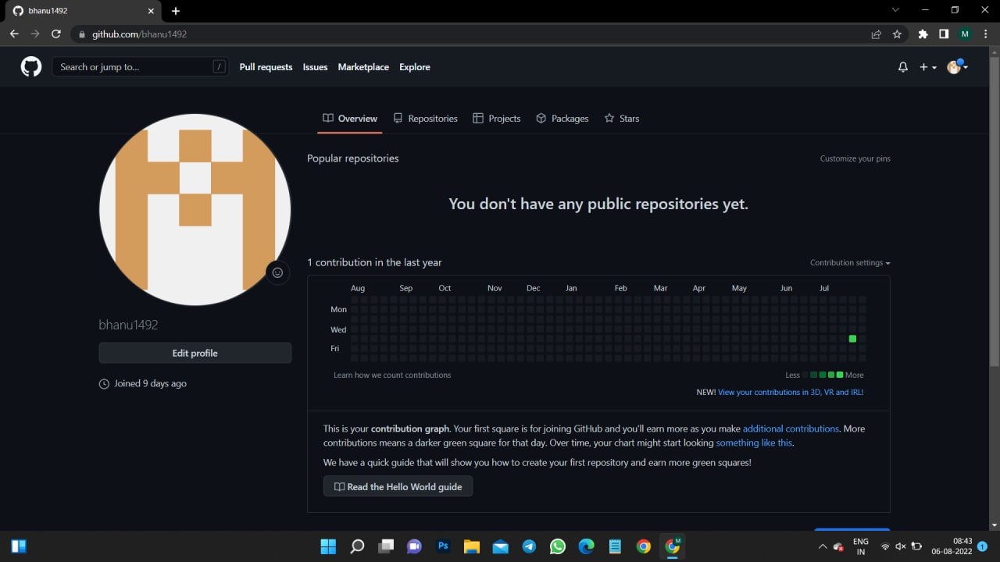 bhanu1492
github.com/bhanu1492
M
Search or jump to... /
Pull requests Issues Marketplace Explore
Overview Repositories Projects Packages Stars
Popular repositories Customize your pins
You don't have any public repositories yet.
1 contribution in the last year Contribution settings
Aug Sep Oct Nov Dec Jan Feb Mar Apr May Jun Jul
Mon
Wed
Fri
Learn how we count contributions Less More
NEW! View your contributions in 3D, VR and IRL!
bhanu1492
Edit profile
Joined 9 days ago
This is your contribution graph. Your first square is for joining GitHub and you'll earn more as you make additional contributions. More
contributions means a darker green square for that day. Over time, your chart might start looking something like this.
We have a quick guide that will show you how to create your first repository and earn more green squares!
Read the Hello World guide
Ps
M
ENG
IN
08:43
06-08-2022
1